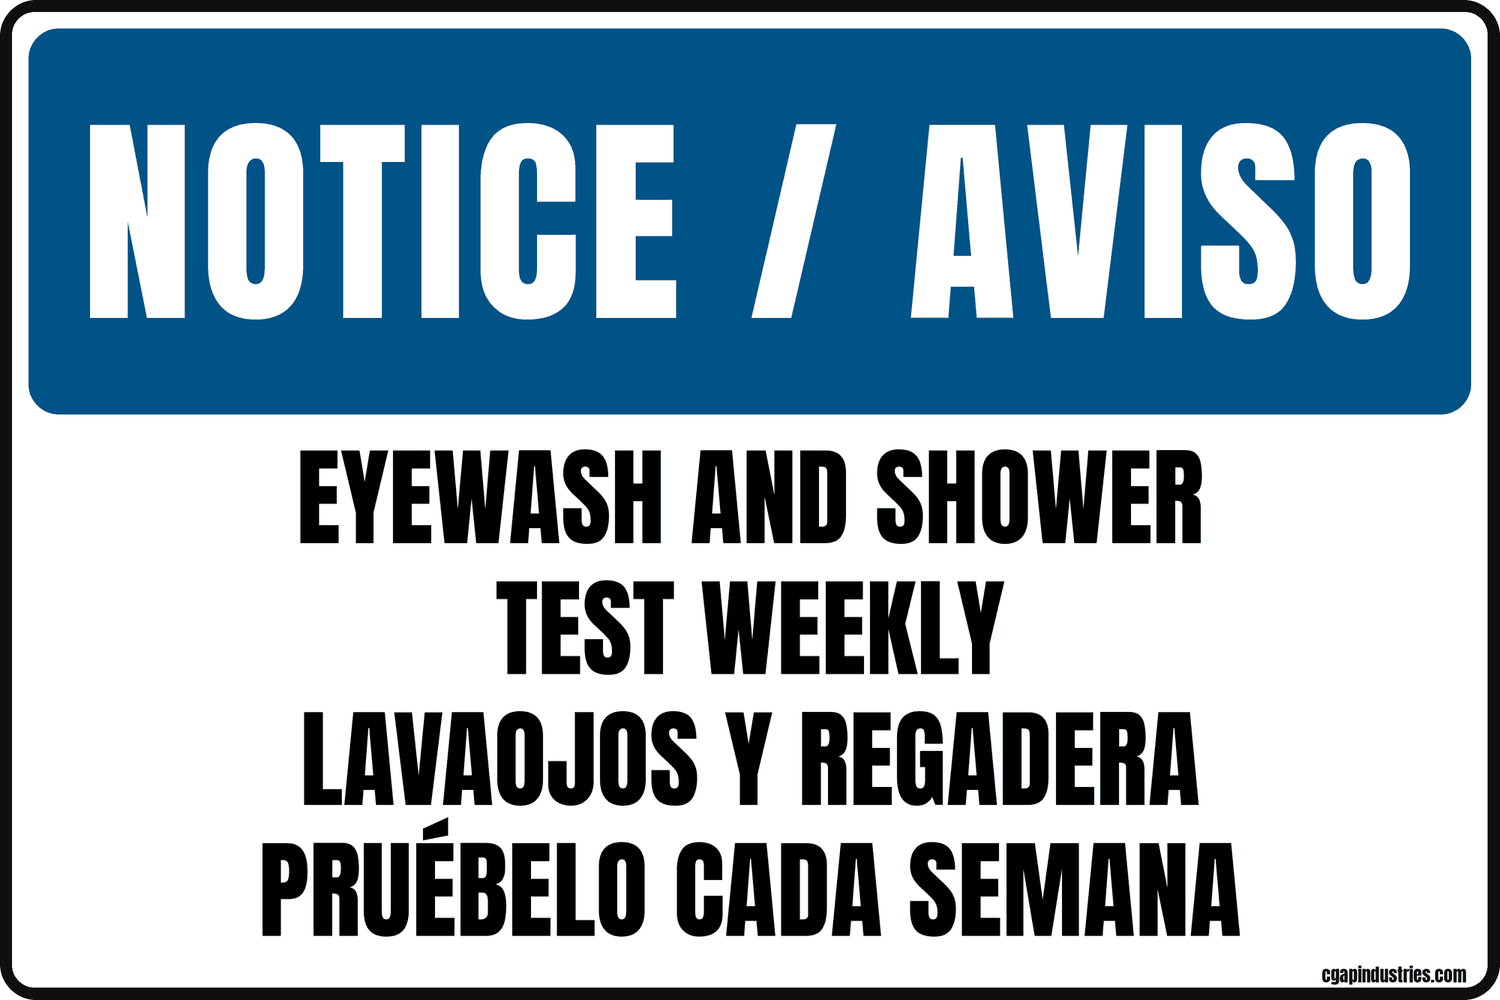 NOTICE / AVISO
EYEWASH AND SHOWER
TEST WEEKLY
LAVAOJOS Y REGADERA
PRUÉBELO CADA SEMANA
cgapindustries.com